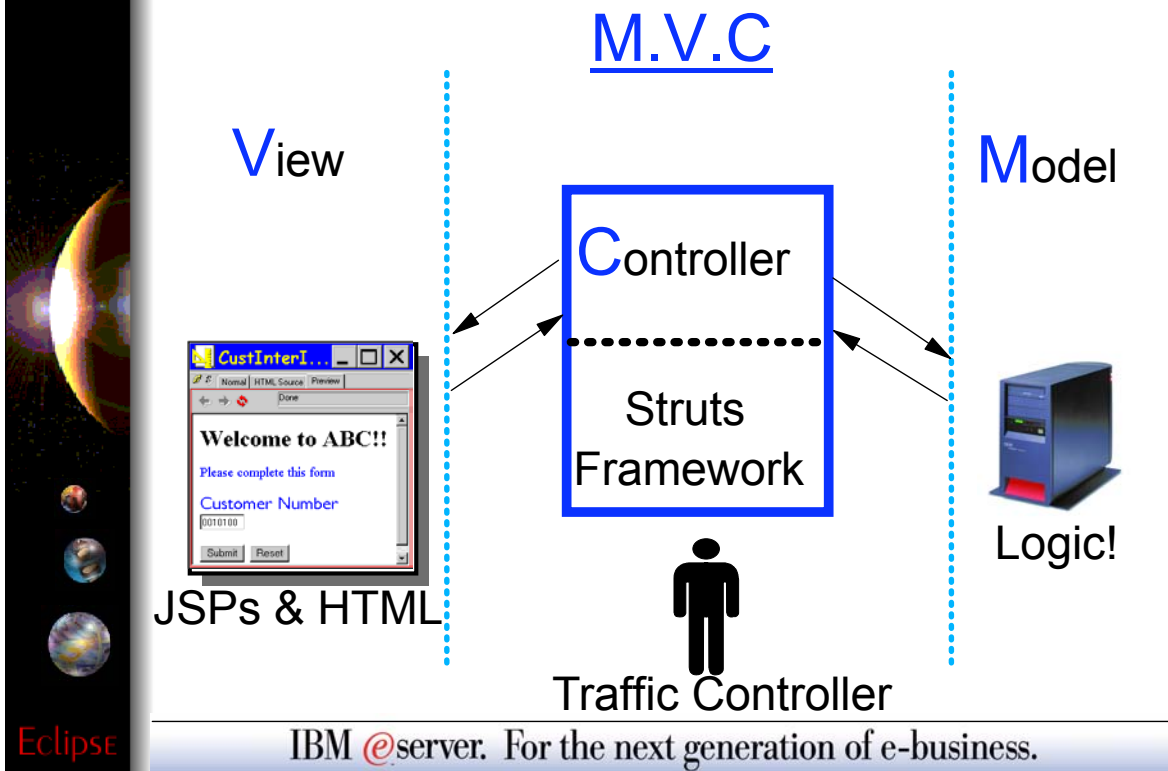 M.V.C
View
Model
Controller
Struts
Framework
CustInterI...
Normal HTML Source Preview
Done
Welcome to ABC!!
Please complete this form
Customer Number
0010100
Submit Reset
JSPs & HTML
Logic!
Traffic Controller
Eclipse
IBM @server. For the next generation of e-business.